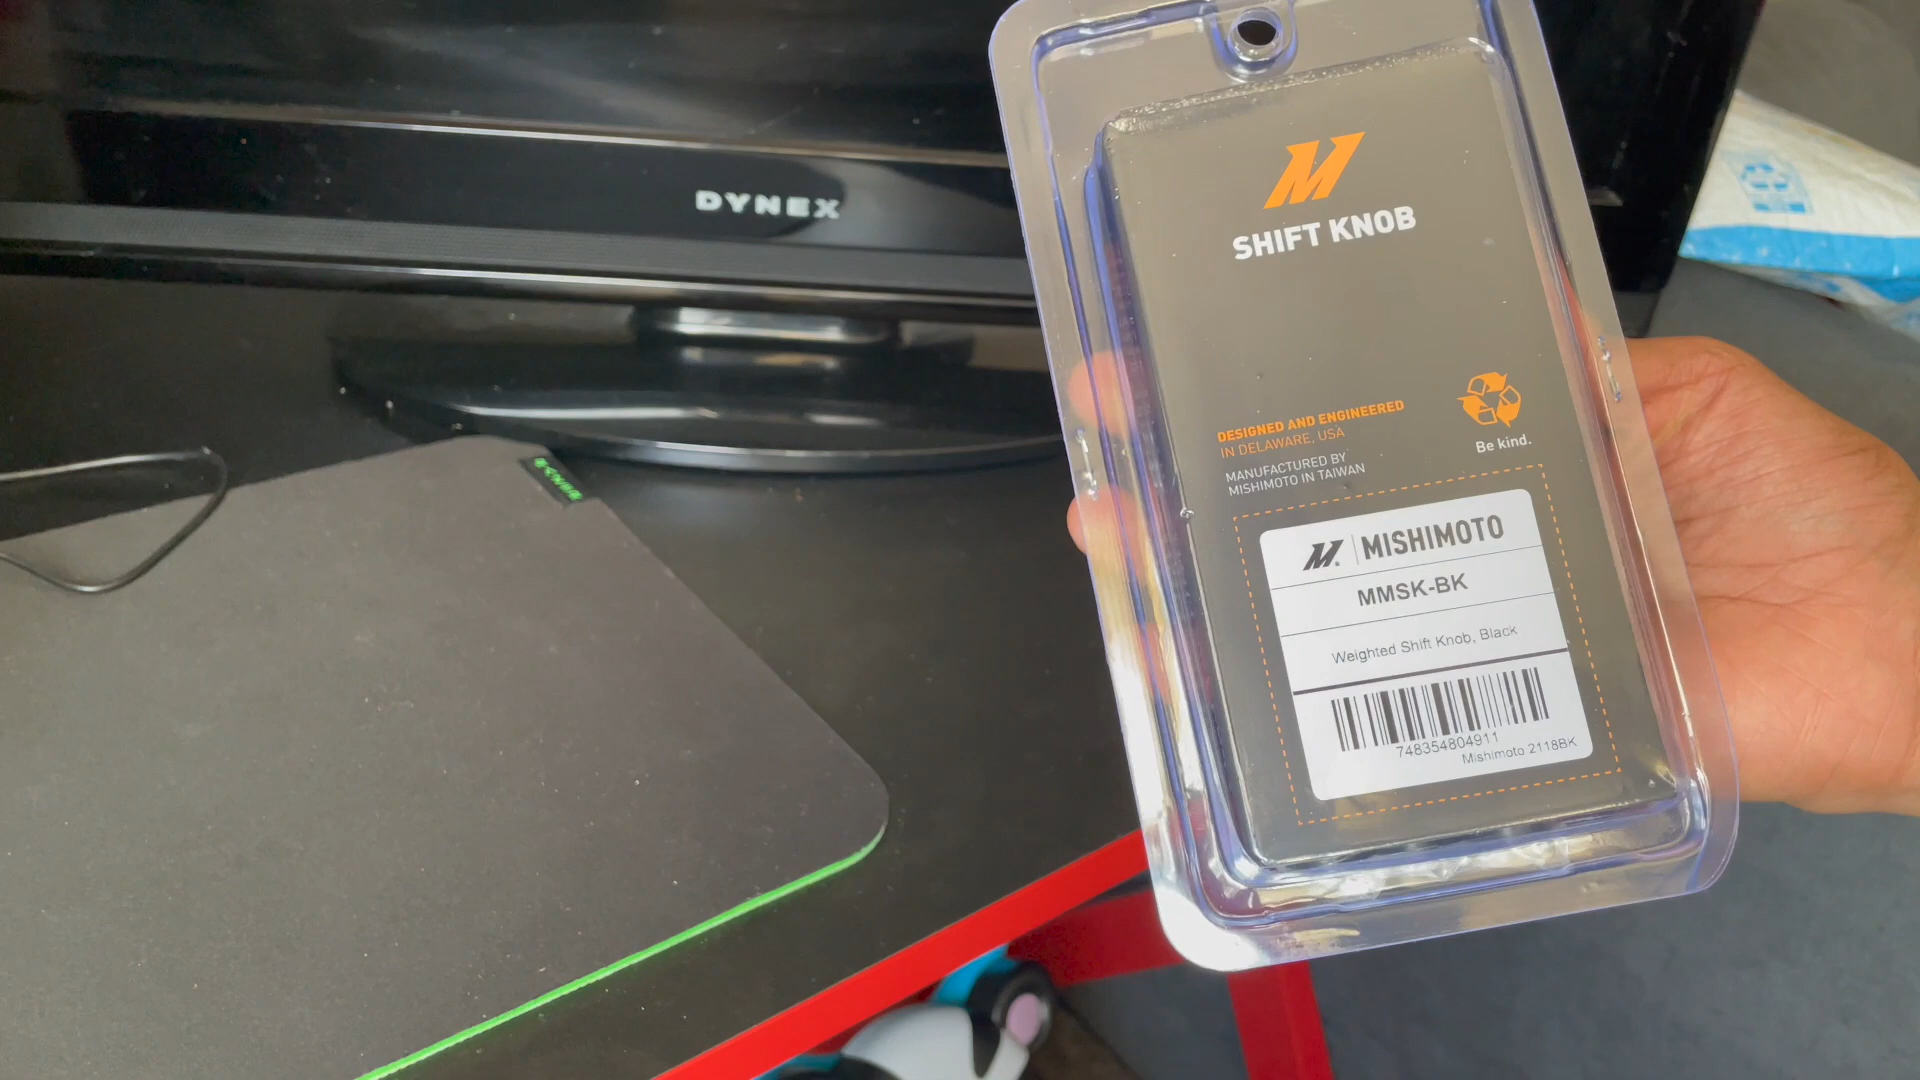 DYNEX
SHIFT KNOB
DESIGNED AND ENGINEERED
IN DELAWARE, USA
MANUFACTURED BY
MISHIMOTO IN TAIWAN
Be kind.
MISHIMOTO
MMSK-BK
Weighted Shift Knob, Black
748354804911
Mishimoto 2118BK